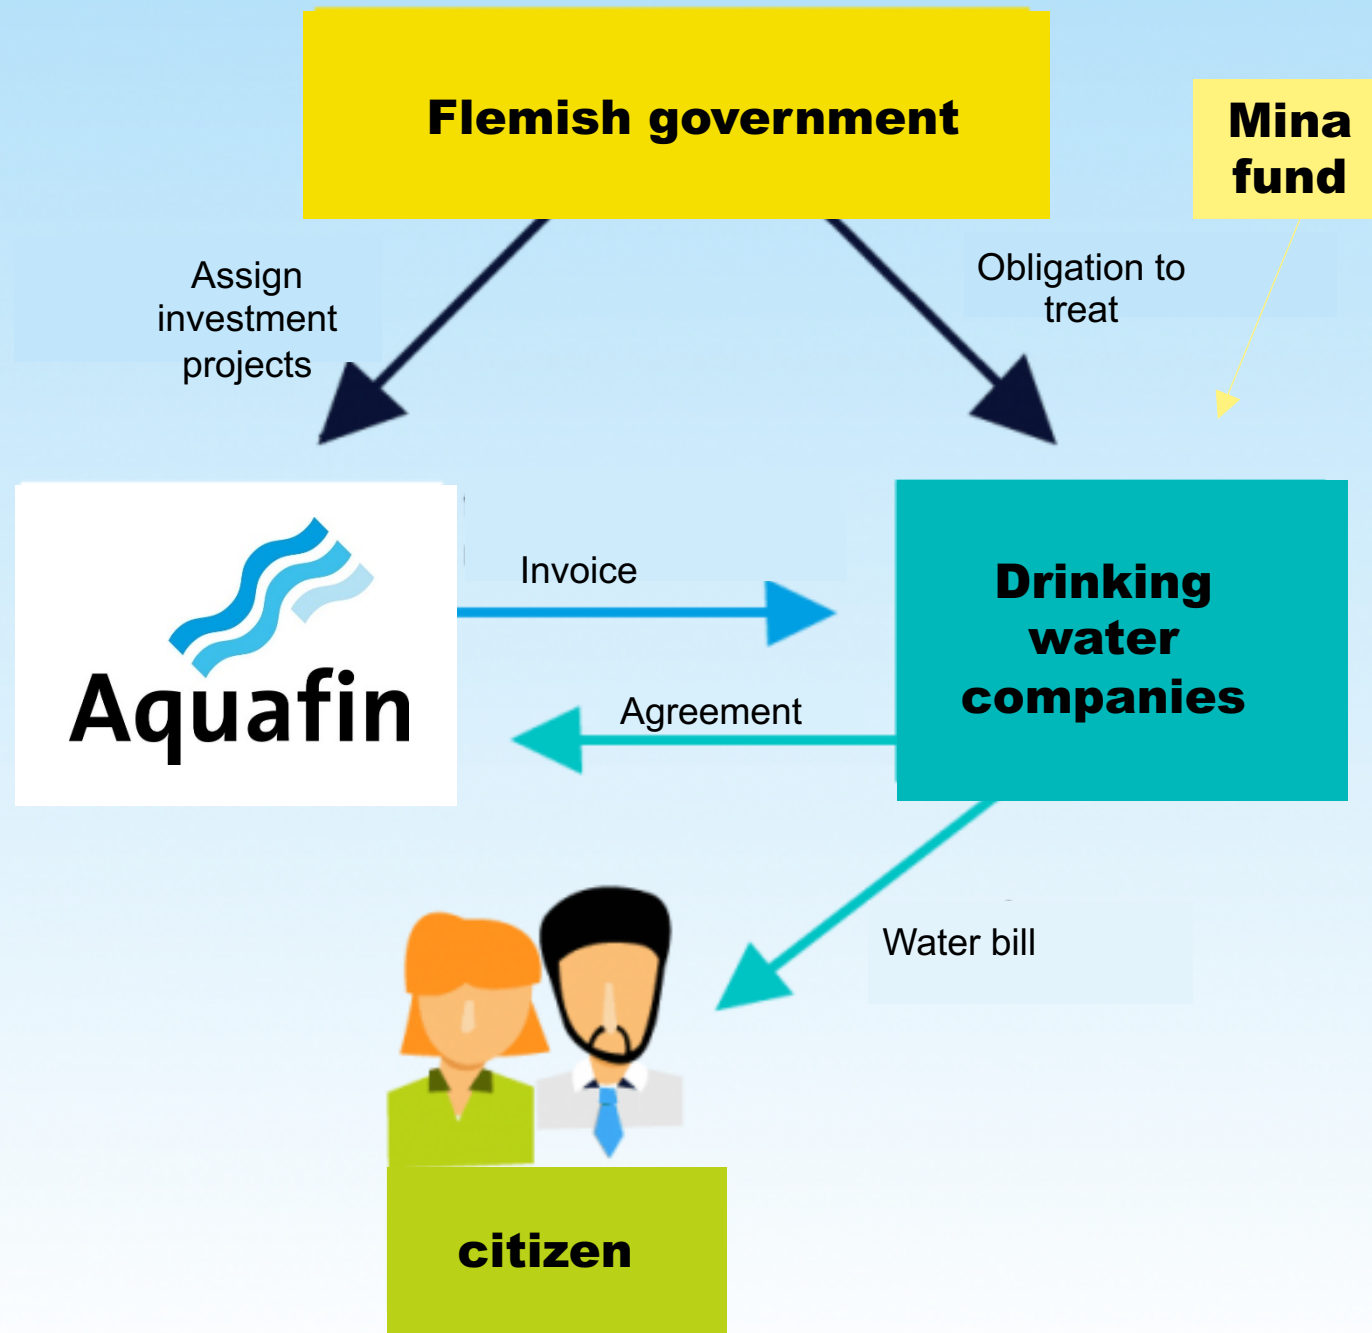 Flemish government
Mina
fund
Assign
investment
projects
Obligation to
treat
Invoice
Aquafin
Agreement
Drinking
water
companies
Water bill
citizen